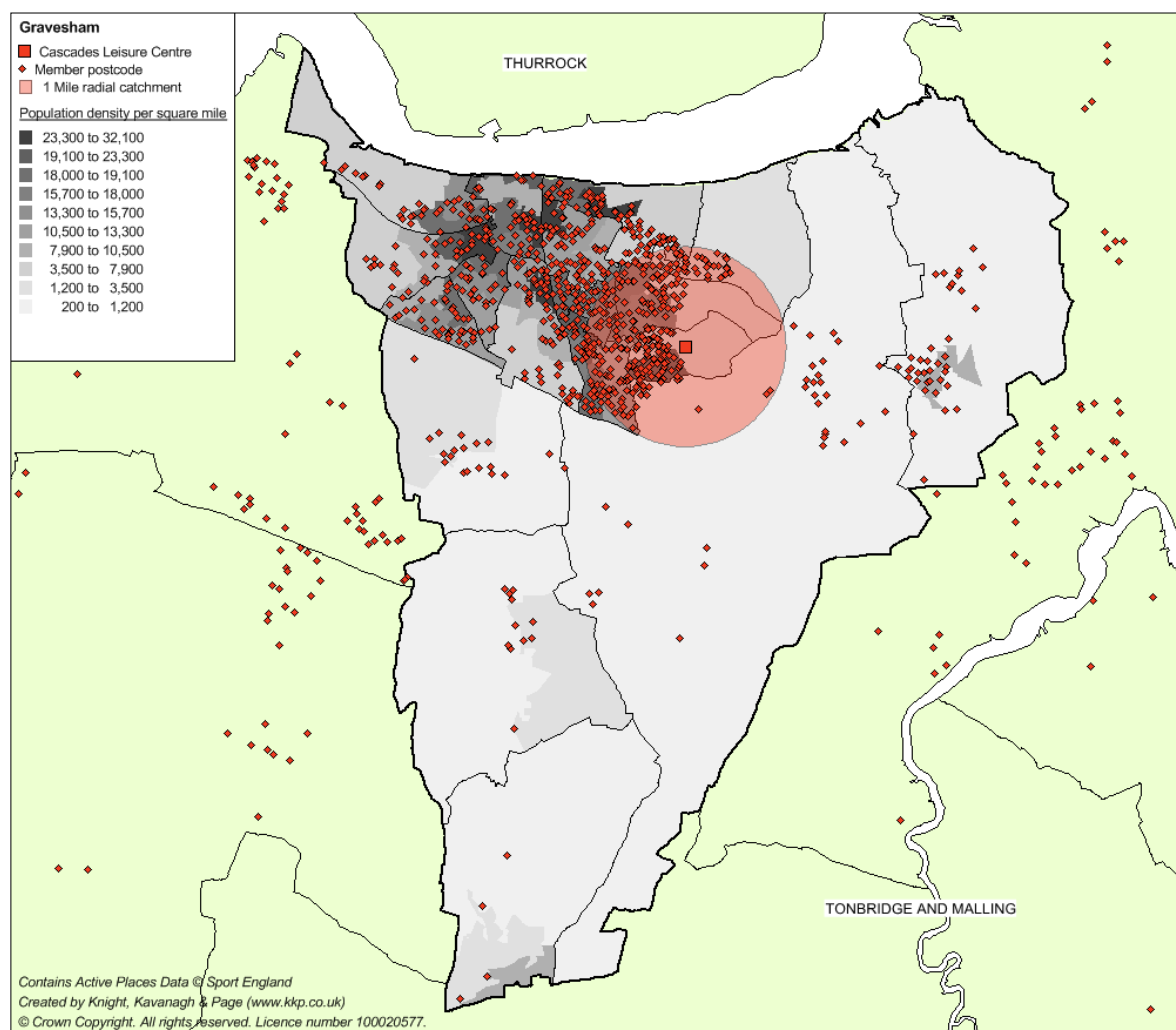 Gravesham
Cascades Leisure Centre
Member postcode
1 Mile radial catchment
Population density per square mile
23,300 to 32,100
19,100 to 23,300
18,000 to 19,100
15,700 to 18,000
13,300 to 15,700
10,500 to 13,300
7,900 to 10,500
3,500 to 7,900
1,200 to 3,500
200 to 1,200
THURROCK
TONBRIDGE AND MALLING
Contains Active Places Data © Sport England
Created by Knight, Kavanagh & Page (www.kkp.co.uk)
© Crown Copyright. All rights reserved. Licence number 100020577.